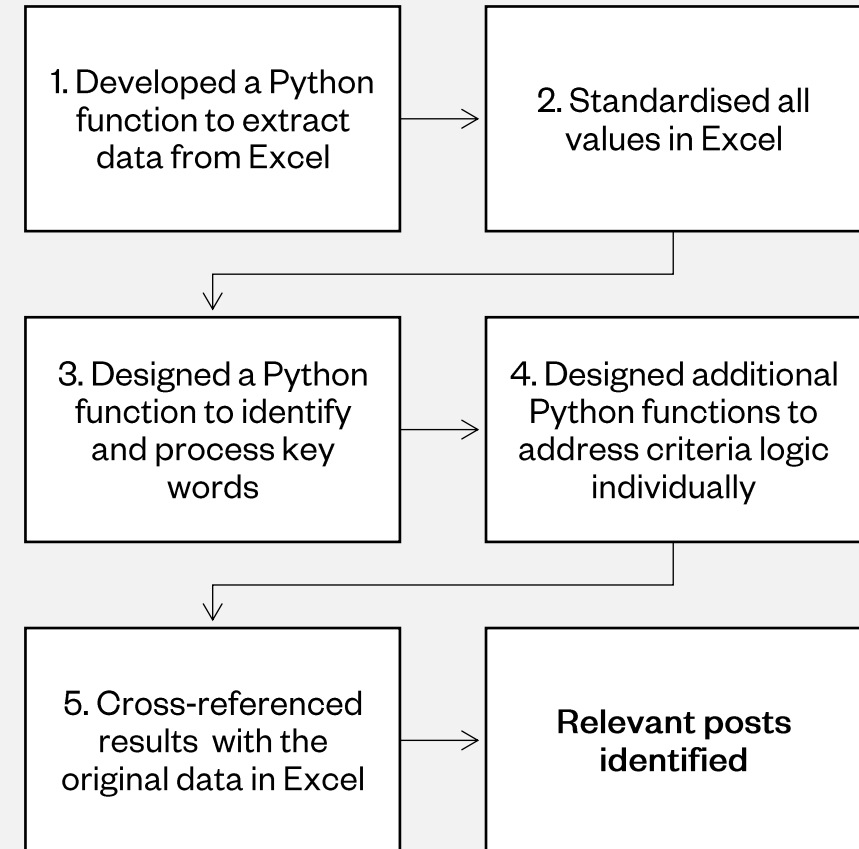 1. Developed a Python
function to extract
data from Excel
2. Standardised all
values in Excel
3. Designed a Python
function to identify
and process key
words
4. Designed additional
Python functions to
address criteria logic
individually
5. Cross-referenced
results  with the
original data in Excel
Relevant posts
identified